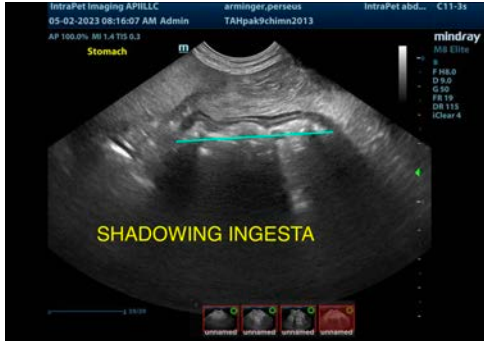 IntraPet Imaging APIILLC arminger,perseus IntraPet abd... C11-3s
05-02-2023 08:16:07 AM Admin TAHpak9chimn2013
AP 100.0% MI 1.4 TIS 0.3
mindray
M8 Elite
Stomach
m
B
F H8.0
D 9.0
G 50
FR 19
DR 115
iClear 4
SHADOWING INGESTA
unnamed unnamed unnamed unnamed